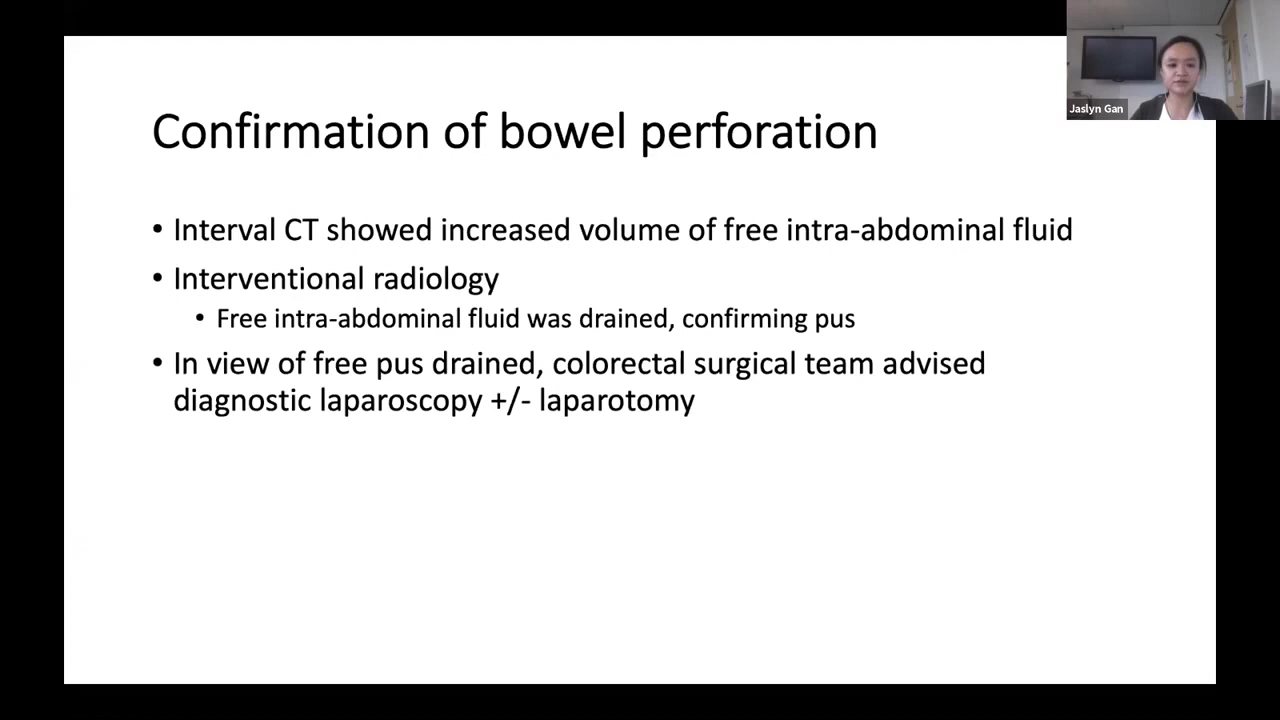 Jaslyn Gan
Confirmation of bowel perforation
• Interval CT showed increased volume of free intra-abdominal fluid
• Interventional radiology
• Free intra-abdominal fluid was drained, confirming pus
• In view of free pus drained, colorectal surgical team advised
diagnostic laparoscopy +/- laparotomy